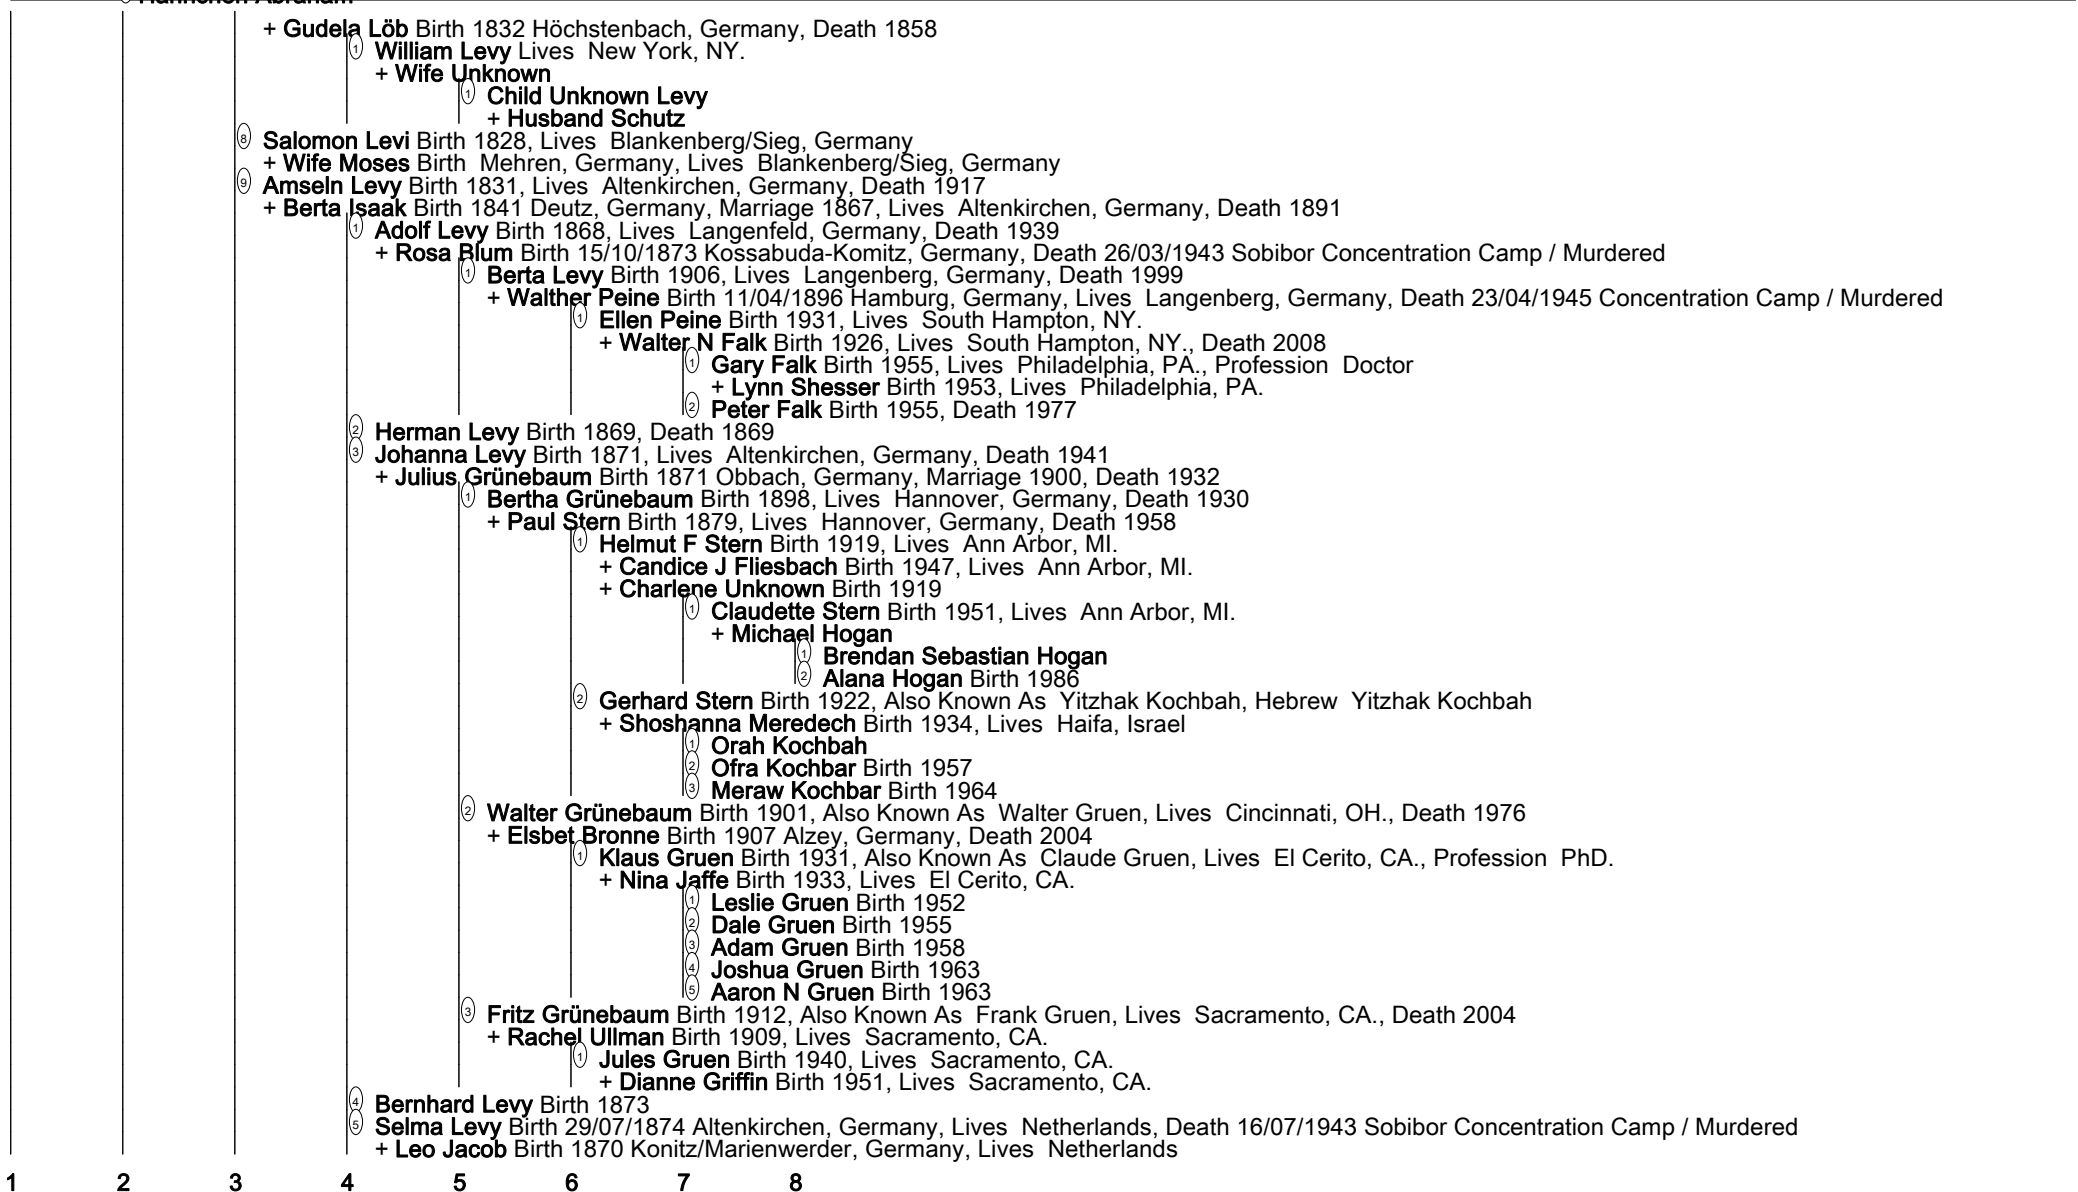 + Gudela Löb Birth 1832 Höchstenbach, Germany, Death 1858
1 William Levy Lives New York, NY.
+ Wife Unknown
1 Child Unknown Levy
+ Husband Schutz
8 Salomon Levi Birth 1828, Lives Blankenberg/Sieg, Germany
+ Wife Moses Birth Mehren, Germany, Lives Blankenberg/Sieg, Germany
9 Amseln Levy Birth 1831, Lives Altenkirchen, Germany, Death 1917
+ Berta Isaak Birth 1841 Deutz, Germany, Marriage 1867, Lives Altenkirchen, Germany, Death 1891
1 Adolf Levy Birth 1868, Lives Langenfeld, Germany, Death 1939
+ Rosa Blum Birth 15/10/1873 Kossabuda-Komitz, Germany, Death 26/03/1943 Sobibor Concentration Camp / Murdered
1 Berta Levy Birth 1906, Lives Langenberg, Germany, Death 1999
+ Walther Peine Birth 11/04/1896 Hamburg, Germany, Lives Langenberg, Germany, Death 23/04/1945 Concentration Camp / Murdered
1 Ellen Peine Birth 1931, Lives South Hampton, NY.
+ Walter N Falk Birth 1926, Lives South Hampton, NY., Death 2008
1 Gary Falk Birth 1955, Lives Philadelphia, PA., Profession Doctor
+ Lynn Shesser Birth 1953, Lives Philadelphia, PA.
2 Peter Falk Birth 1955, Death 1977
2 Herman Levy Birth 1869, Death 1869
3 Johanna Levy Birth 1871, Lives Altenkirchen, Germany, Death 1941
+ Julius Grünebaum Birth 1871 Obbach, Germany, Marriage 1900, Death 1932
1 Bertha Grünebaum Birth 1898, Lives Hannover, Germany, Death 1930
+ Paul Stern Birth 1879, Lives Hannover, Germany, Death 1958
1 Helmut F Stern Birth 1919, Lives Ann Arbor, MI.
+ Candice J Fliesbach Birth 1947, Lives Ann Arbor, MI.
+ Charlene Unknown Birth 1919
1 Claudette Stern Birth 1951, Lives Ann Arbor, MI.
+ Michael Hogan
1 Brendan Sebastian Hogan
2 Alana Hogan Birth 1986
2 Gerhard Stern Birth 1922, Also Known As Yitzhak Kochbah, Hebrew Yitzhak Kochbah
+ Shoshanna Meredech Birth 1934, Lives Haifa, Israel
1 Orah Kochbah
2 Ofra Kochbar Birth 1957
3 Meraw Kochbar Birth 1964
2 Walter Grünebaum Birth 1901, Also Known As Walter Gruen, Lives Cincinnati, OH., Death 1976
+ Elsbet Bronne Birth 1907 Alzey, Germany, Death 2004
1 Klaus Gruen Birth 1931, Also Known As Claude Gruen, Lives El Cerito, CA., Profession PhD.
+ Nina Jaffe Birth 1933, Lives El Cerito, CA.
1 Leslie Gruen Birth 1952
2 Dale Gruen Birth 1955
3 Adam Gruen Birth 1958
4 Joshua Gruen Birth 1963
5 Aaron N Gruen Birth 1963
3 Fritz Grünebaum Birth 1912, Also Known As Frank Gruen, Lives Sacramento, CA., Death 2004
+ Rachel Ullman Birth 1909, Lives Sacramento, CA.
1 Jules Gruen Birth 1940, Lives Sacramento, CA.
+ Dianne Griffin Birth 1951, Lives Sacramento, CA.
4 Bernhard Levy Birth 1873
5 Selma Levy Birth 29/07/1874 Altenkirchen, Germany, Lives Netherlands, Death 16/07/1943 Sobibor Concentration Camp / Murdered
+ Leo Jacob Birth 1870 Konitz/Marienwerder, Germany, Lives Netherlands
1 2 3 4 5 6 7 8